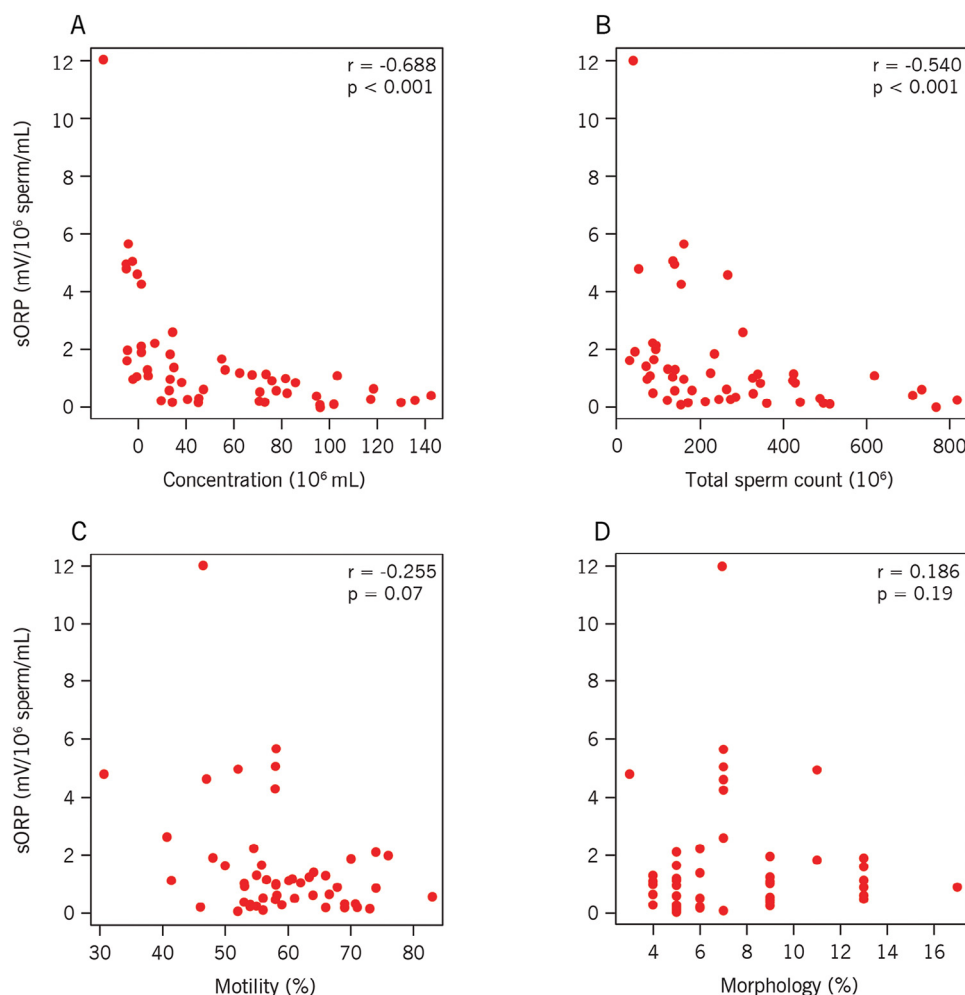 A
r = -0.688
p < 0.001
12
10
8
6
4
2
0
sORP (mV/10⁶ sperm/mL)
0 20 40 60 80 100 120 140
Concentration (10⁶ mL)
B
r = -0.540
p < 0.001
12
10
8
6
4
2
0
0 200 400 600 800
Total sperm count (10⁶)
C
r = -0.255
p = 0.07
12
10
8
6
4
2
0
sORP (mV/10⁶ sperm/mL)
30 40 50 60 70 80
Motility (%)
D
r = 0.186
p = 0.19
12
10
8
6
4
2
0
4 6 8 10 12 14 16
Morphology (%)